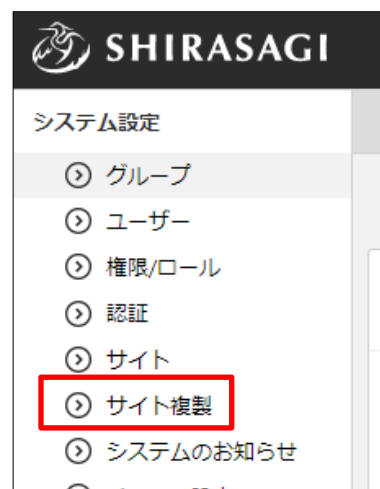 SHIRASAGI
システム設定
グループ
ユーザー
権限/ロール
認証
サイト
サイト複製
システムのお知らせ